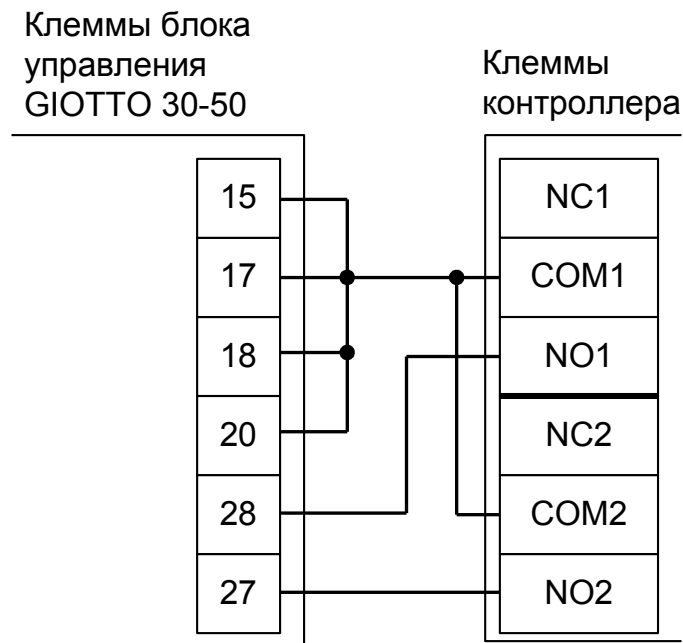 Клеммы блока
управления
GIOTTO 30-50
Клеммы
контроллера
15
17
18
20
28
27
NC1
COM1
NO1
NC2
COM2
NO2